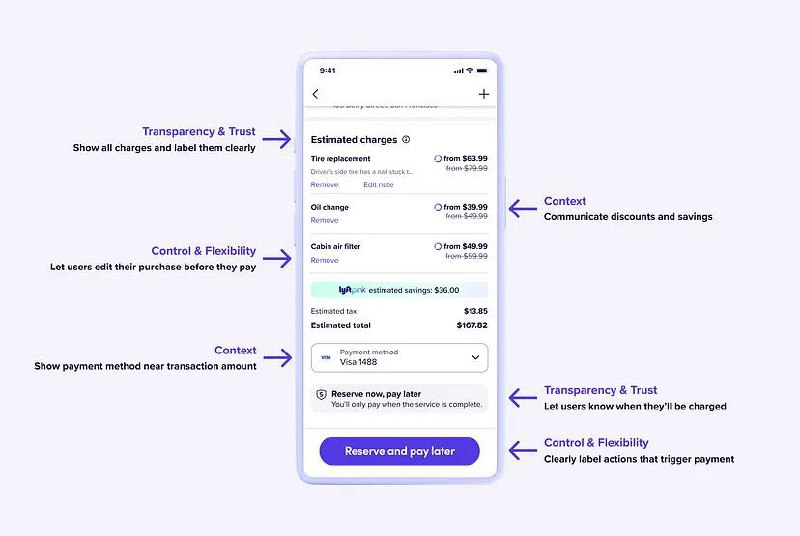 9:41
Estimated charges
Tire replacement
from $63.99
Driver's side tire has a nail stuck t...
from $79.99
Remove
Edit note
Oil change
from $39.99
from $49.99
Remove
Cabin air filter
from $49.99
from $59.99
Remove
lyft pink estimated savings: $36.00
Estimated tax
$13.85
Estimated total
$167.82
VISA
Payment method
Visa 1488
Reserve now, pay later
You'll only pay when the service is complete.
Reserve and pay later
Transparency & Trust
Show all charges and label them clearly
Control & Flexibility
Let users edit their purchase before they pay
Context
Show payment method near transaction amount
Context
Communicate discounts and savings
Transparency & Trust
Let users know when they'll be charged
Control & Flexibility
Clearly label actions that trigger payment